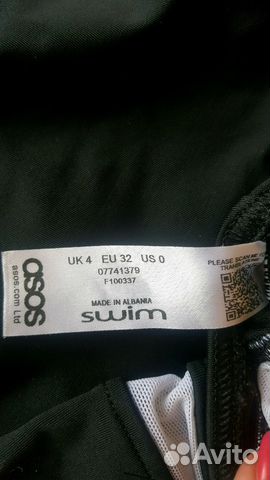 asos
asos.com Ltd
UK 4 EU 32 US 0
07741379
F100337
MADE IN ALBANIA
swim
PLEASE SCAN
Avito